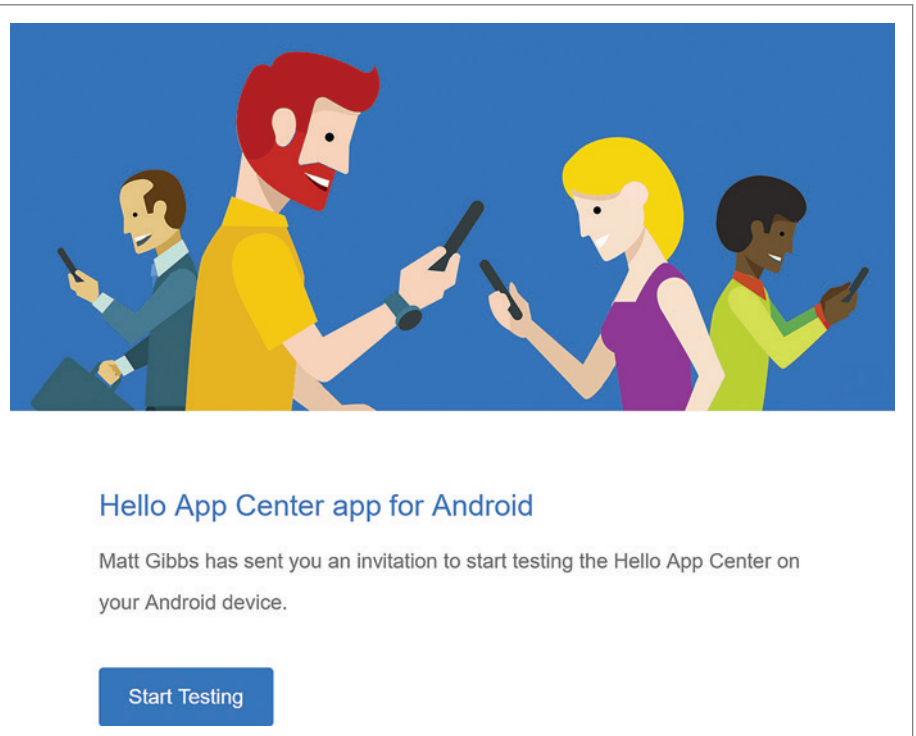 Hello App Center app for Android
Matt Gibbs has sent you an invitation to start testing the Hello App Center on
your Android device.
Start Testing